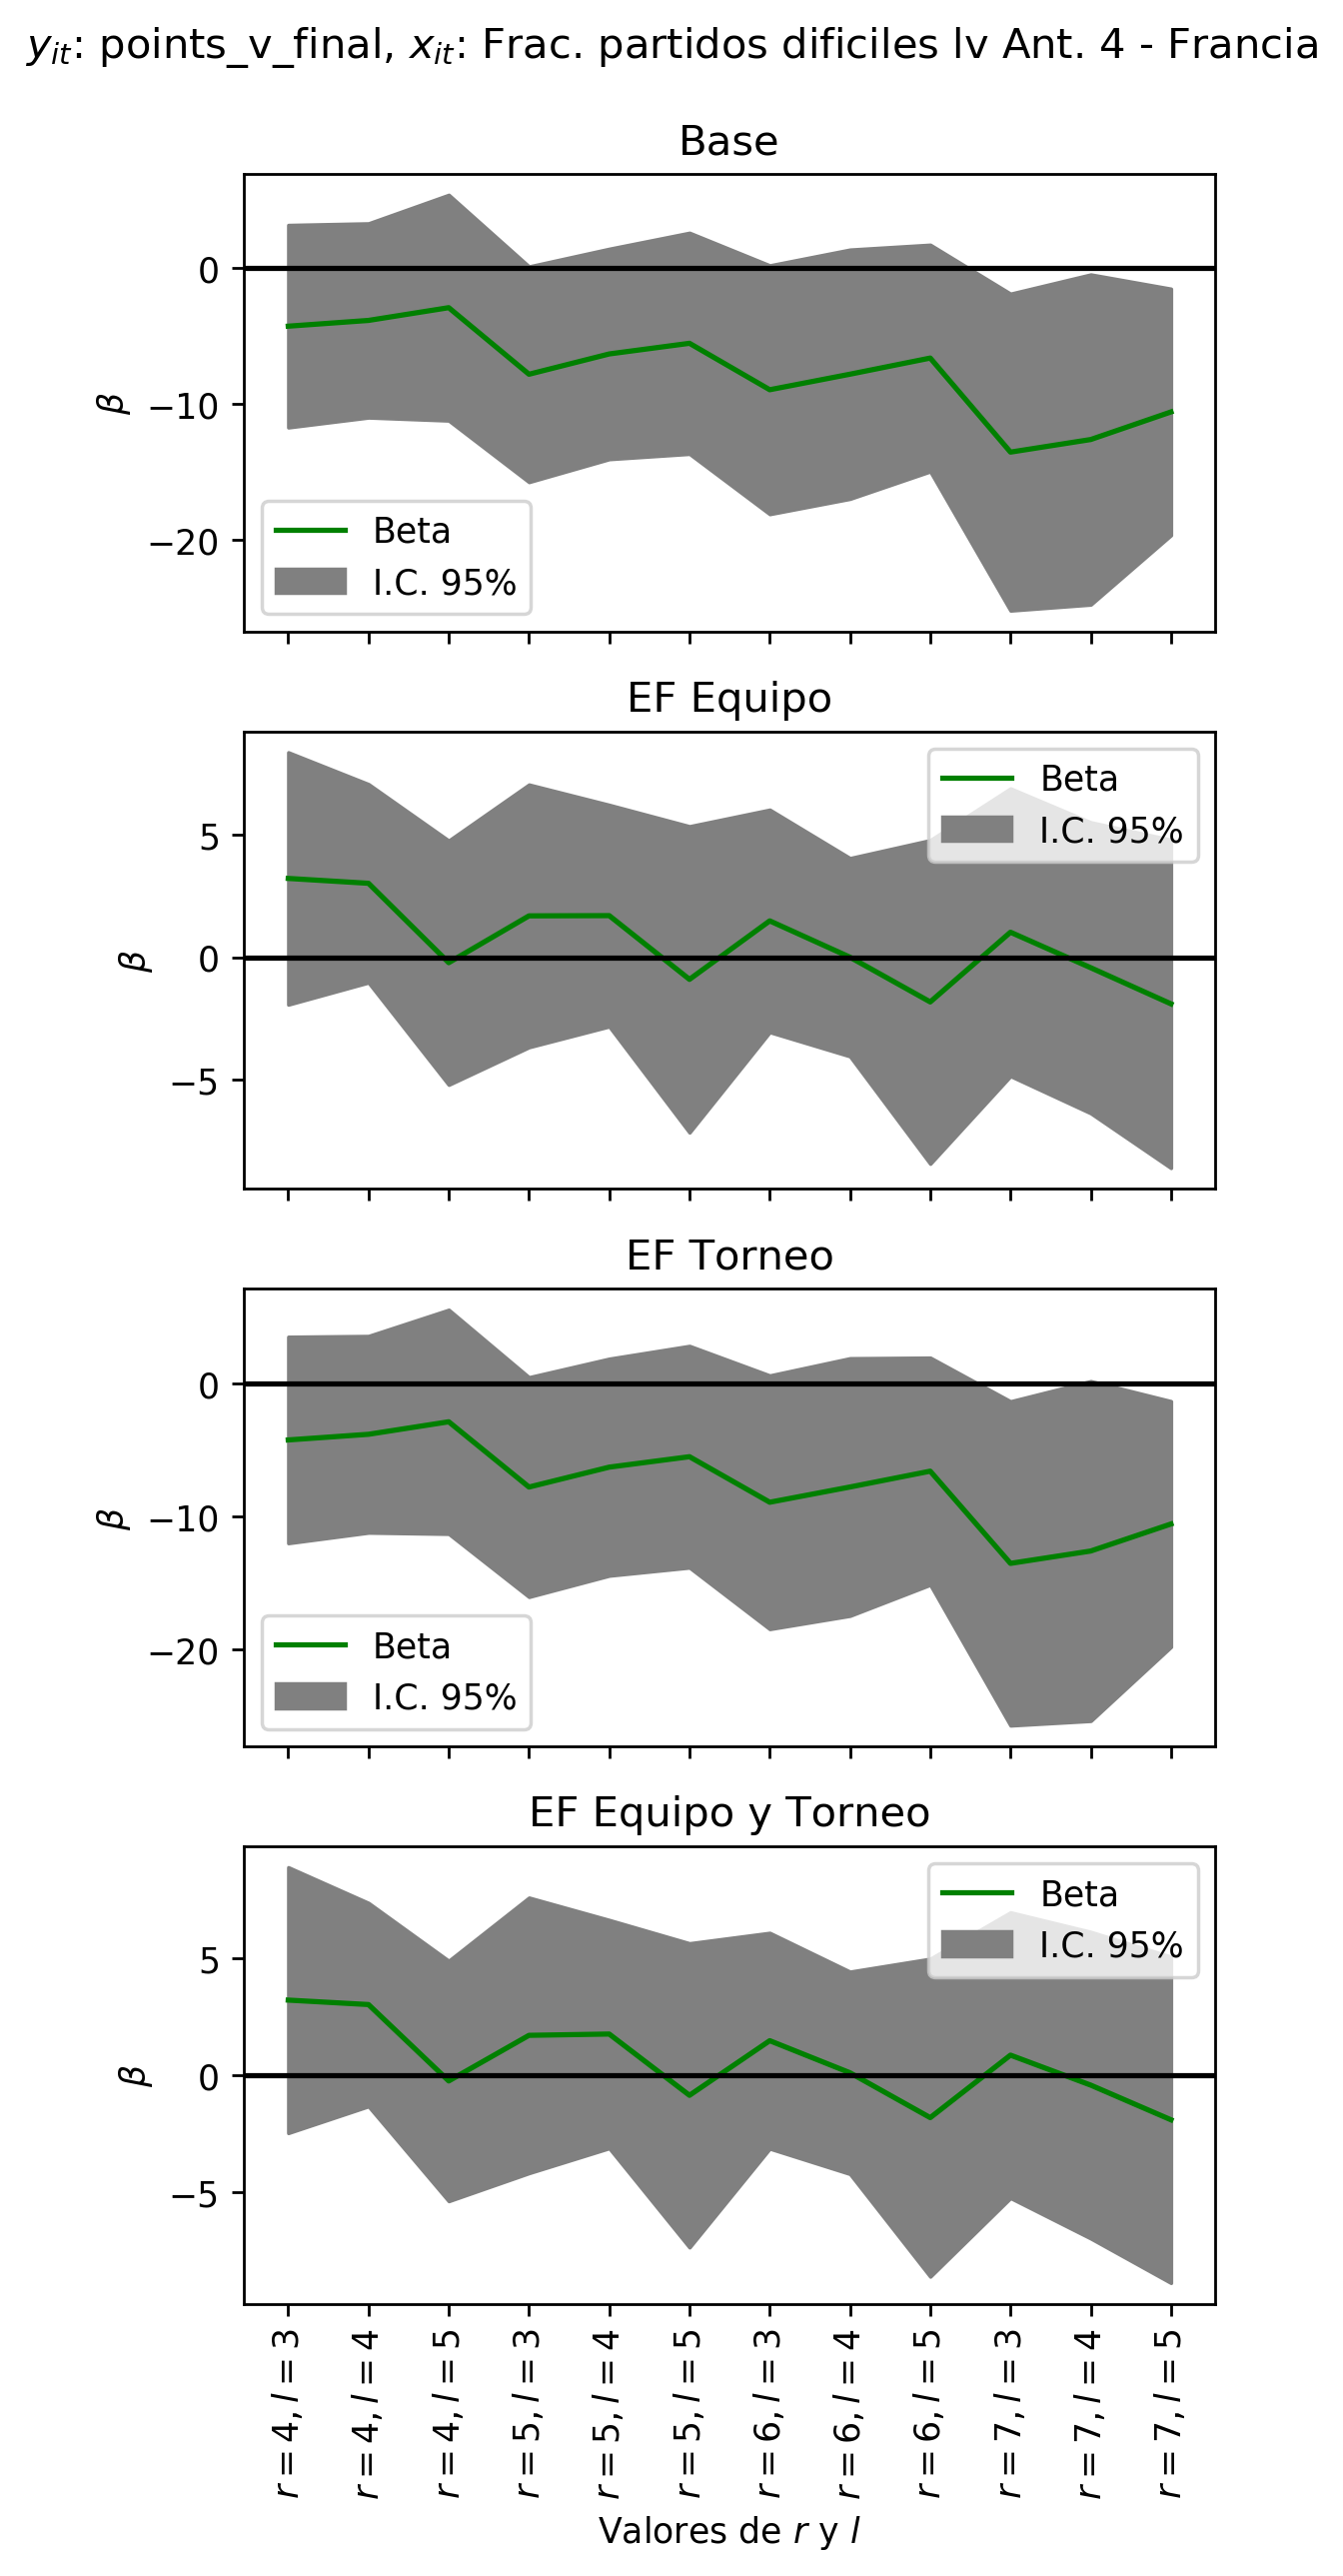 y_it: points_v_final, x_it: Frac. partidos dificiles lv Ant. 4 - Francia
Base
0
−10
−20
β
Beta
I.C. 95%
EF Equipo
5
0
−5
β
Beta
I.C. 95%
EF Torneo
0
−10
−20
β
Beta
I.C. 95%
EF Equipo y Torneo
5
0
−5
β
Beta
I.C. 95%
r = 4, l = 3
r = 4, l = 4
r = 4, l = 5
r = 5, l = 3
r = 5, l = 4
r = 5, l = 5
r = 6, l = 3
r = 6, l = 4
r = 6, l = 5
r = 7, l = 3
r = 7, l = 4
r = 7, l = 5
Valores de r y l